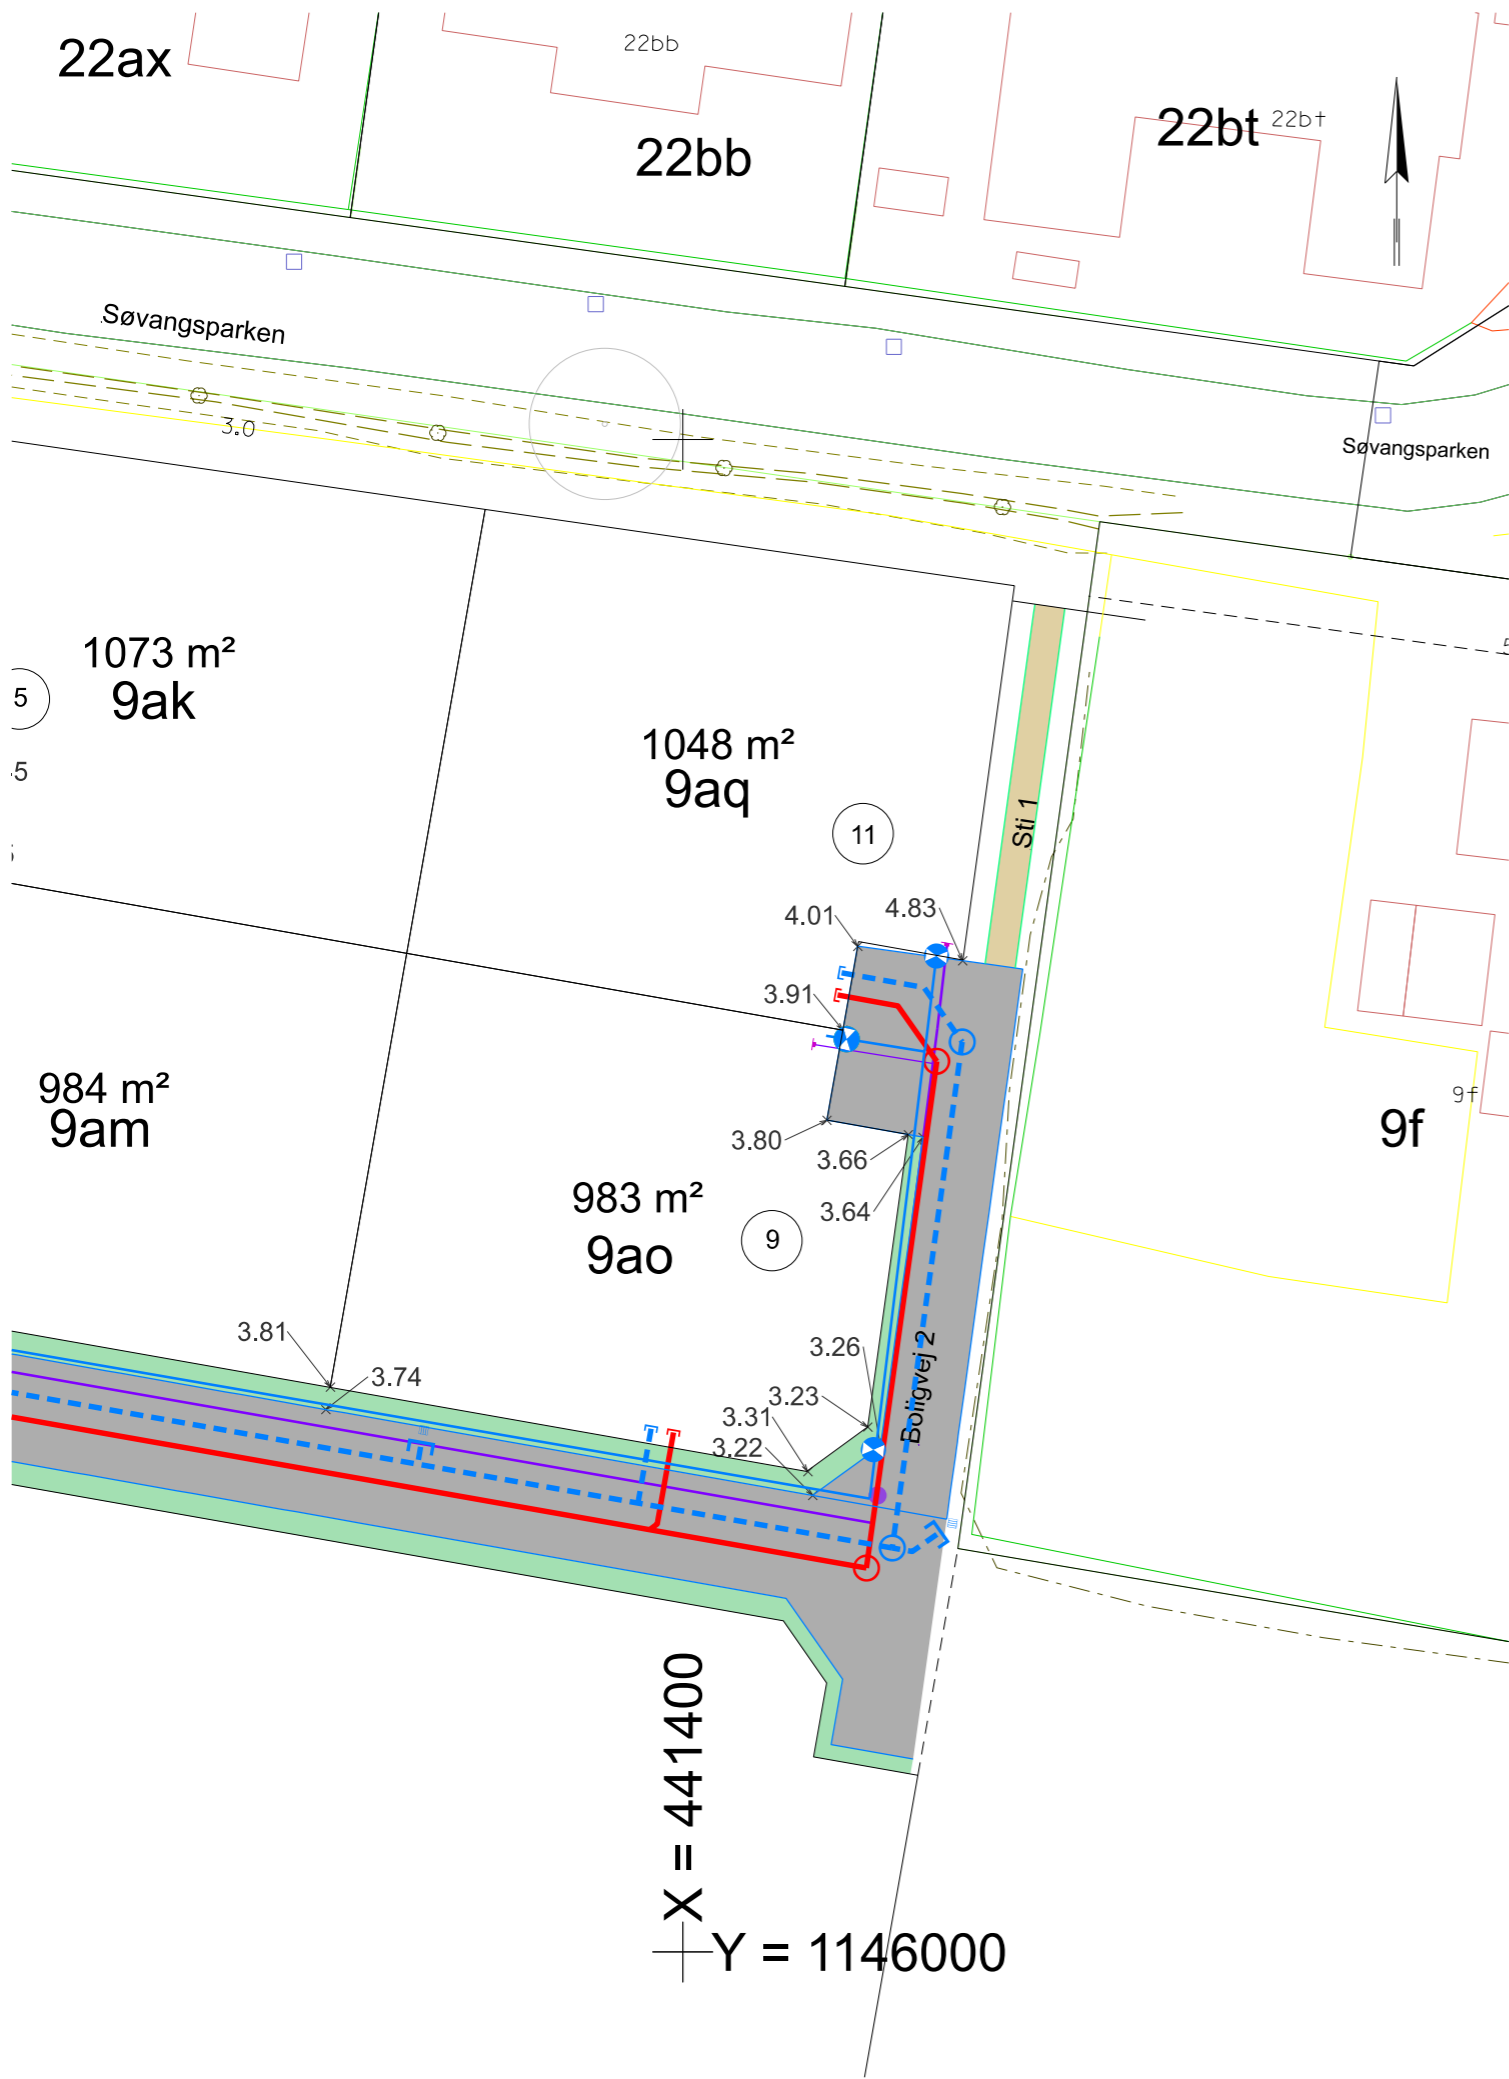 22ax
22bb
22bb
22bt
22bt
Søvangsparken
3.0
Søvangsparken
1073 m²
9ak
5
1048 m²
9aq
11
Sti 1
4.01
4.83
3.91
984 m²
9am
3.80
3.66
3.64
983 m²
9ao
9
9f
9f
3.81
3.74
3.26
3.23
3.31
3.22
Boligvej 2
X = 441400
Y = 1146000